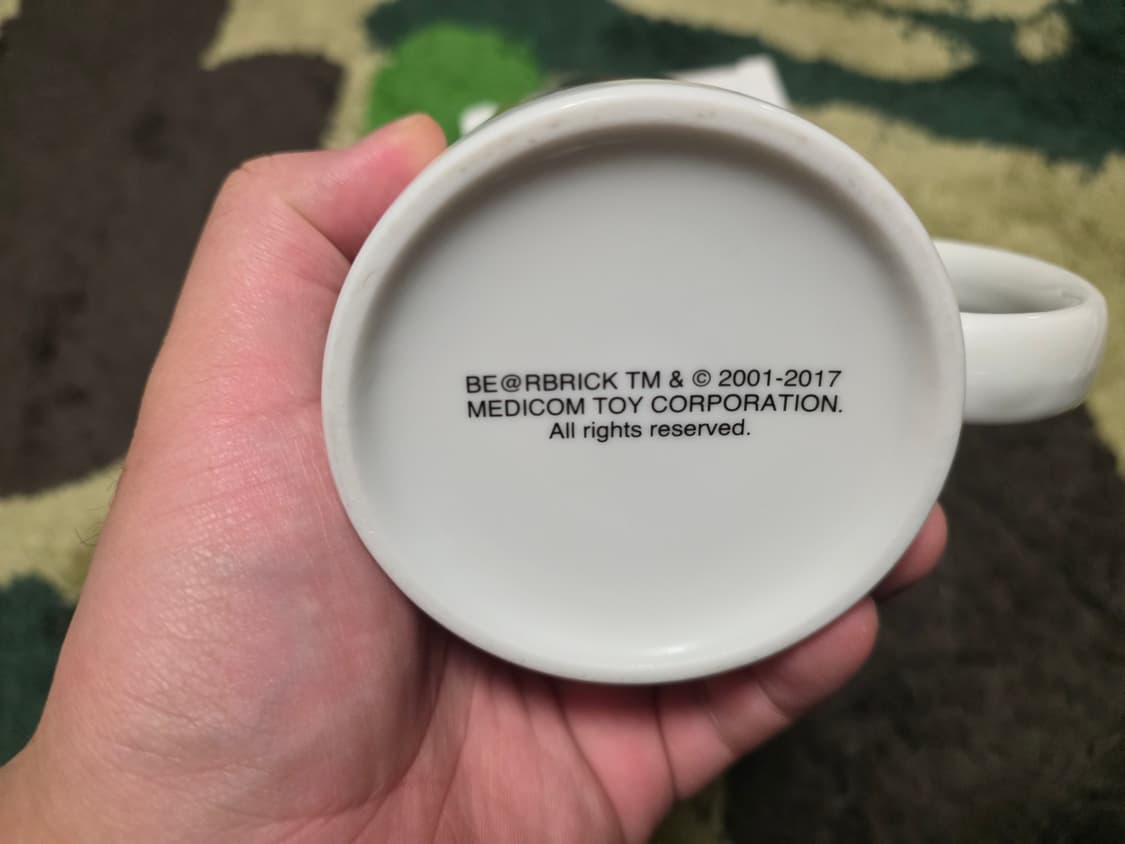 BE@RBRICK TM & © 2001-2017
MEDICOM TOY CORPORATION.
All rights reserved.